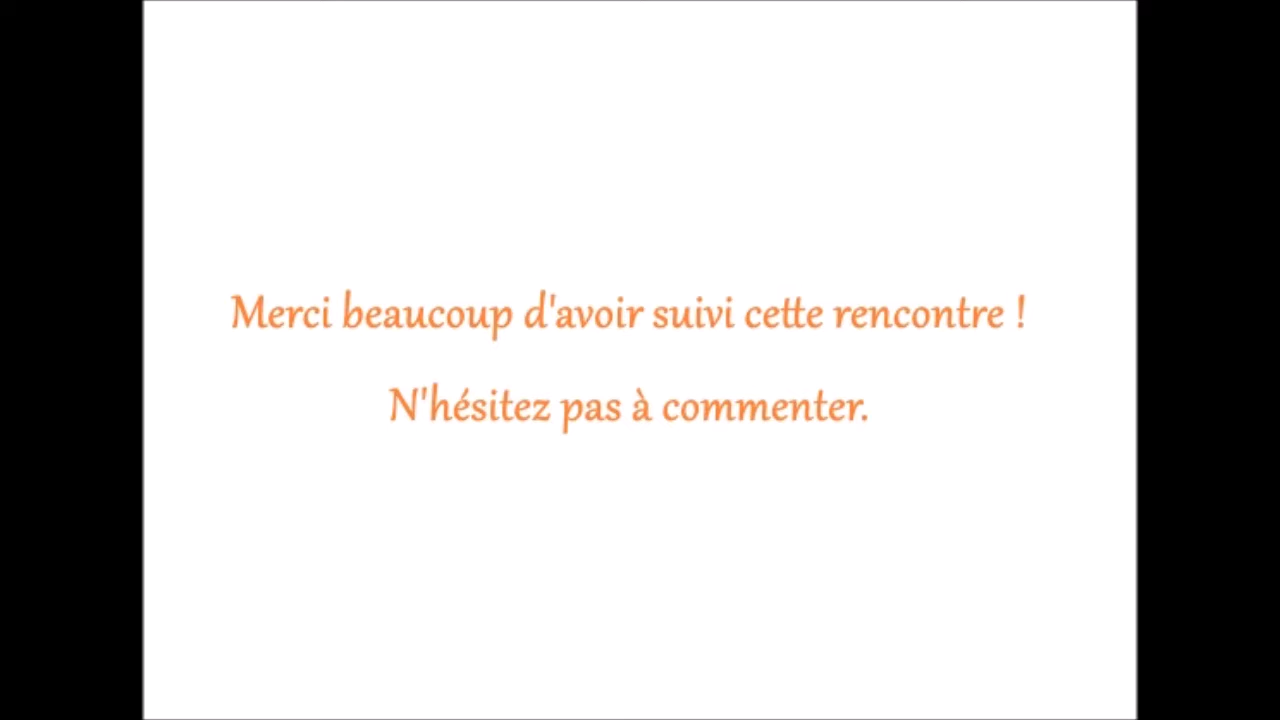 Merci beaucoup d'avoir suivi cette rencontre !
N'hésitez pas à commenter.